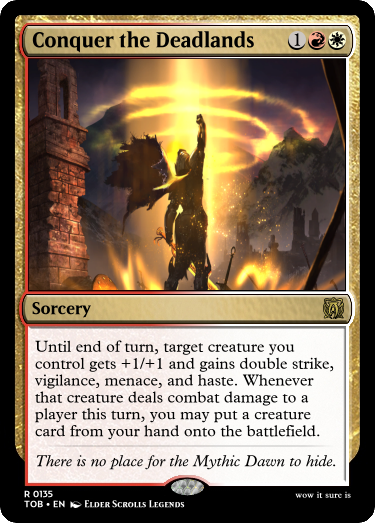 Conquer the Deadlands 1
Sorcery
Until end of turn, target creature you
control gets +1/+1 and gains double strike,
vigilance, menace, and haste. Whenever
that creature deals combat damage to a
player this turn, you may put a creature
card from your hand onto the battlefield.
There is no place for the Mythic Dawn to hide.
R 0135
TOB • EN Elder Scrolls Legends
wow it sure is